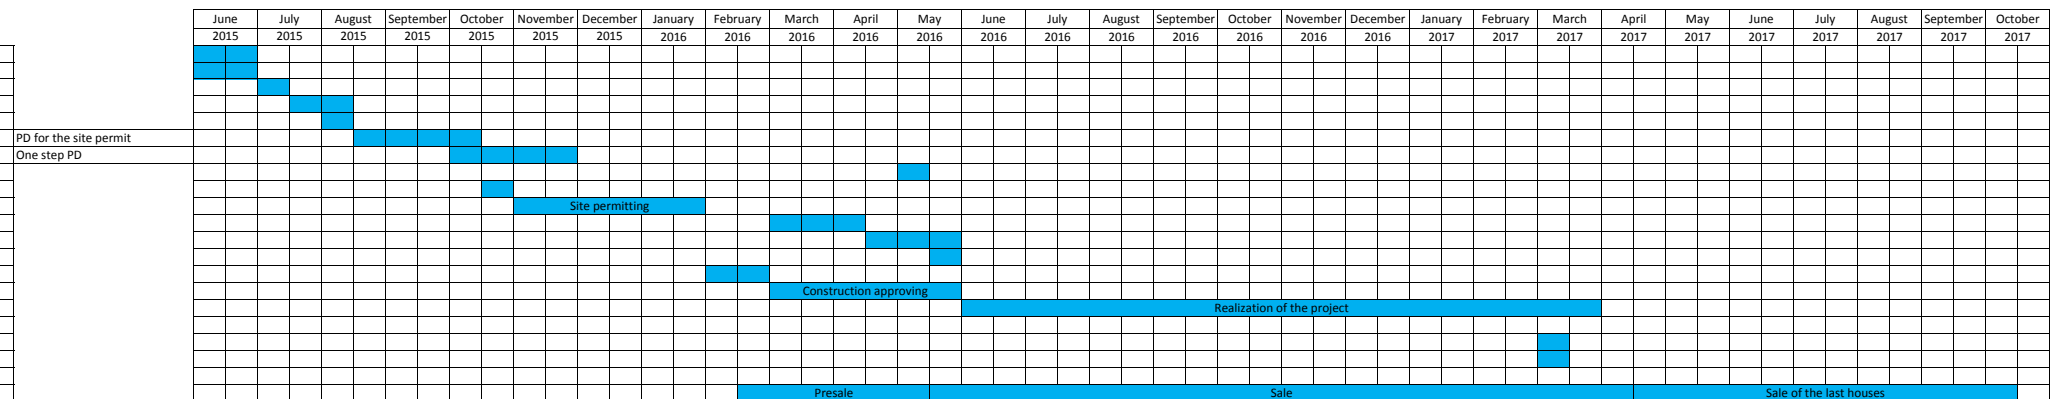 June July August September October November December January February March April May June July August September October November December January February March April May June July August September October
2015 2015 2015 2015 2015 2015 2015 2016 2016 2016 2016 2016 2016 2016 2016 2016 2016 2016 2016 2017 2017 2017 2017 2017 2017 2017 2017 2017 2017
PD for the site permit
One step PD
Site permitting
Construction approving
Realization of the project
Presale Sale Sale of the last houses